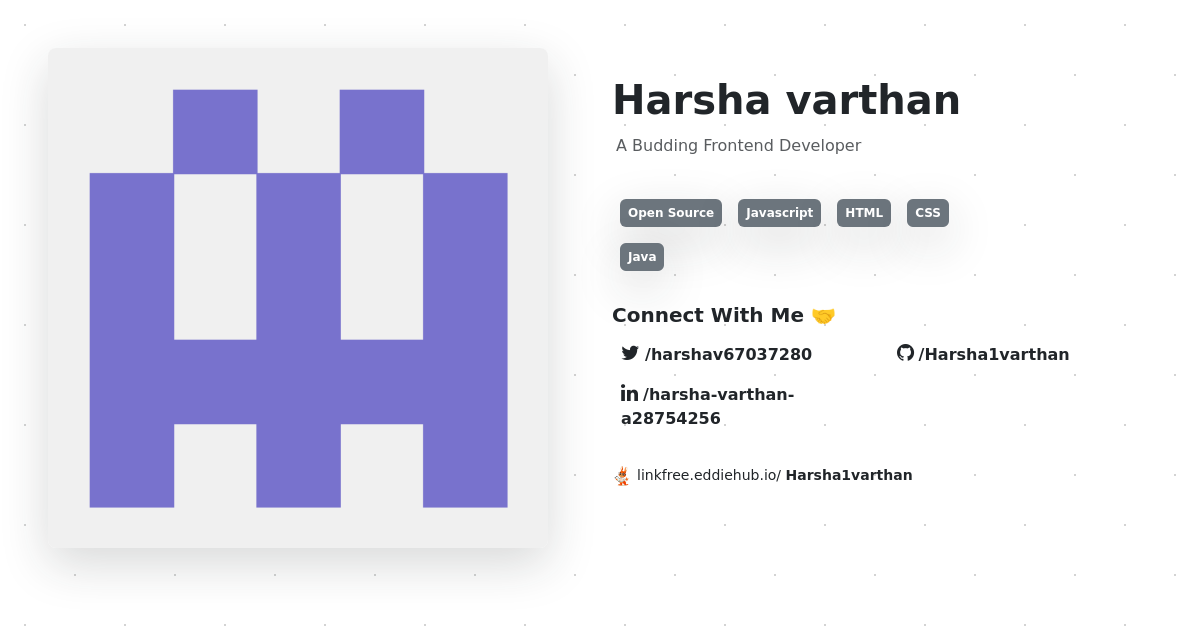 Harsha varthan
A Budding Frontend Developer
Open Source Javascript HTML CSS
Java
Connect With Me 🤝
/harshav67037280 /Harsha1varthan
in /harsha-varthan-
a28754256
linkfree.eddiehub.io/ Harsha1varthan